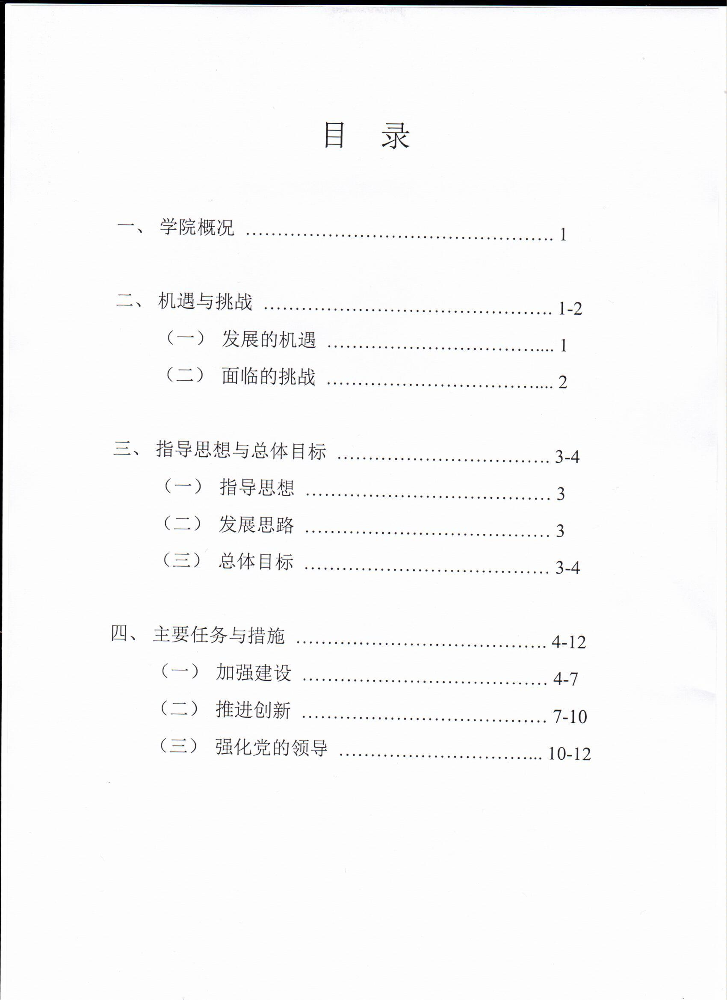 目 录
一、 学院概况 ........................................ 1
二、 机遇与挑战 ........................................ 1-2
（一） 发展的机遇 ........................................ 1
（二） 面临的挑战 ........................................ 2
三、 指导思想与总体目标 ........................................ 3-4
（一） 指导思想 ........................................ 3
（二） 发展思路 ........................................ 3
（三） 总体目标 ........................................ 3-4
四、 主要任务与措施 ........................................ 4-12
（一） 加强建设 ........................................ 4-7
（二） 推进创新 ........................................ 7-10
（三） 强化党的领导 ........................................ 10-12